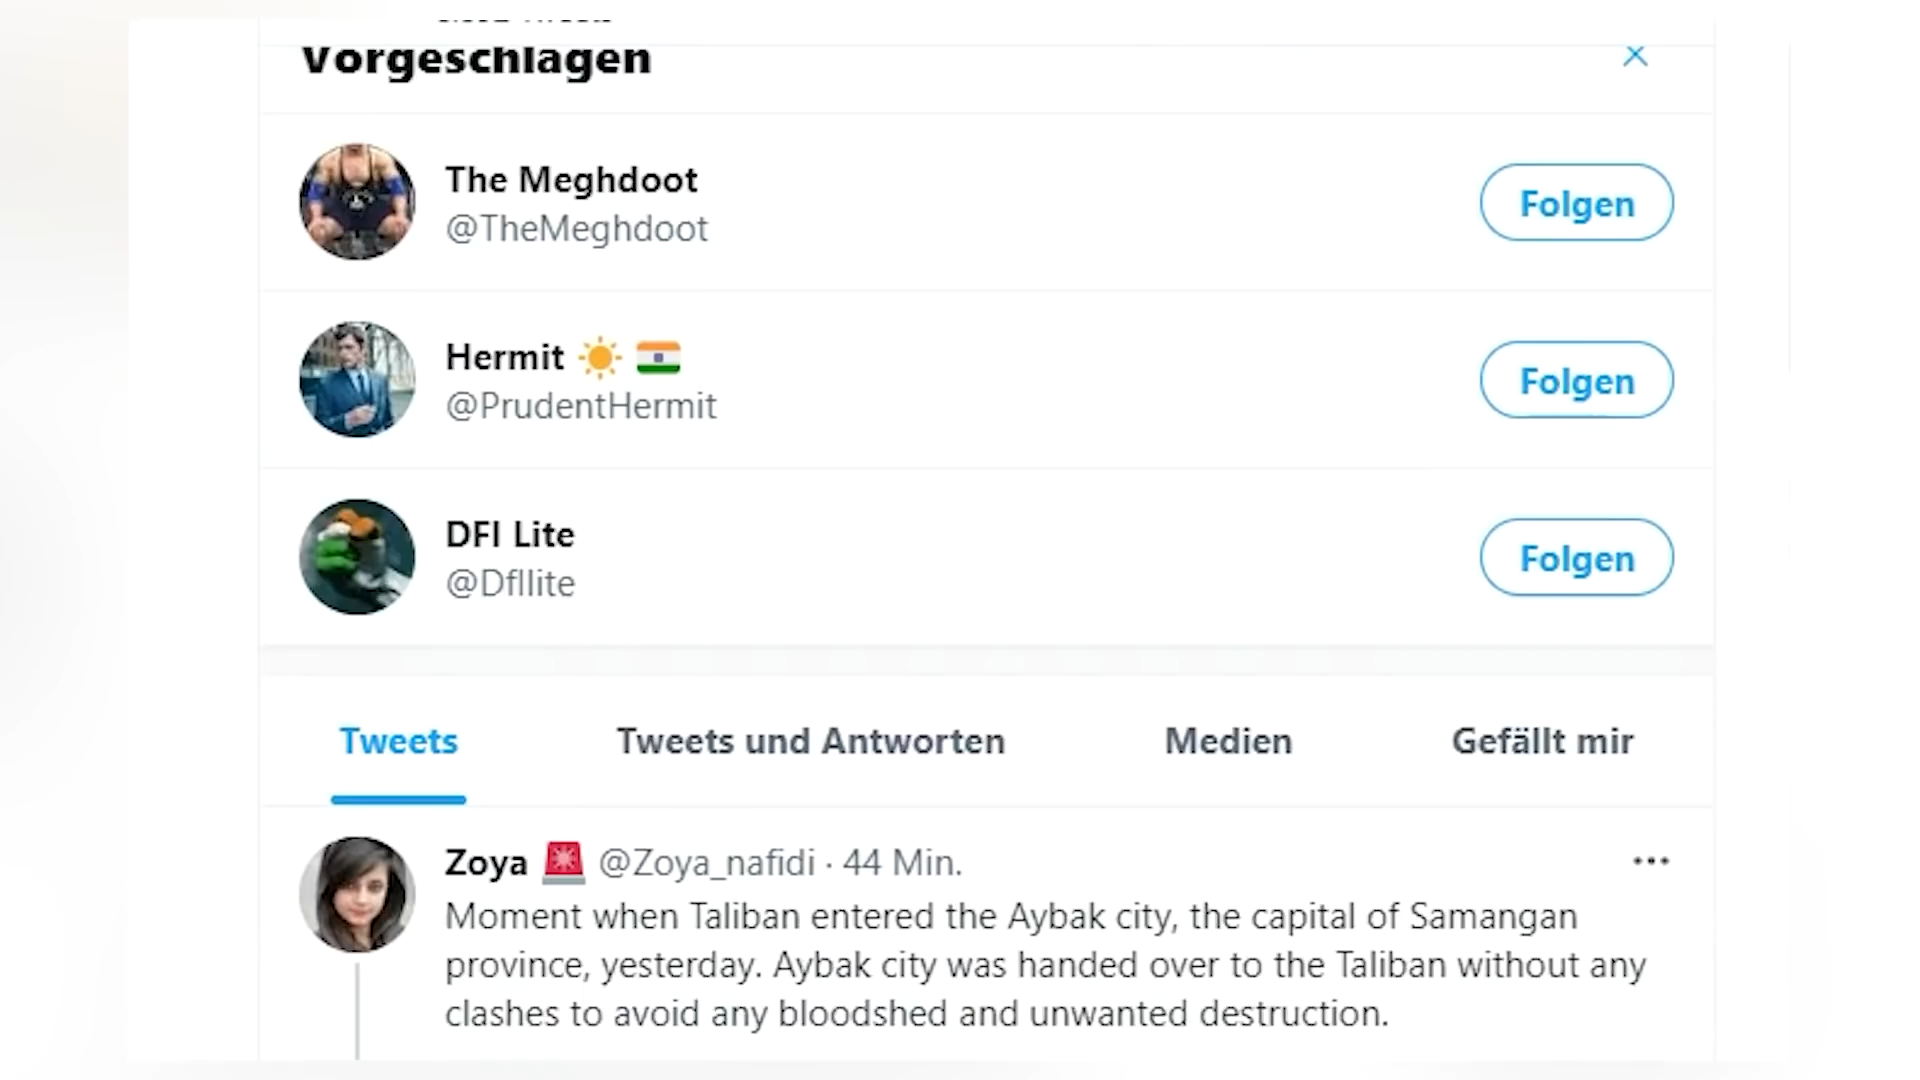 Vorgeschlagen
The Meghdoot
@TheMeghdoot
Folgen
Hermit
@PrudentHermit
Folgen
DFI Lite
@DfIlite
Folgen
Tweets
Tweets und Antworten
Medien
Gefällt mir
Zoya @Zoya_nafidi · 44 Min.
Moment when Taliban entered the Aybak city, the capital of Samangan
province, yesterday. Aybak city was handed over to the Taliban without any
clashes to avoid any bloodshed and unwanted destruction.